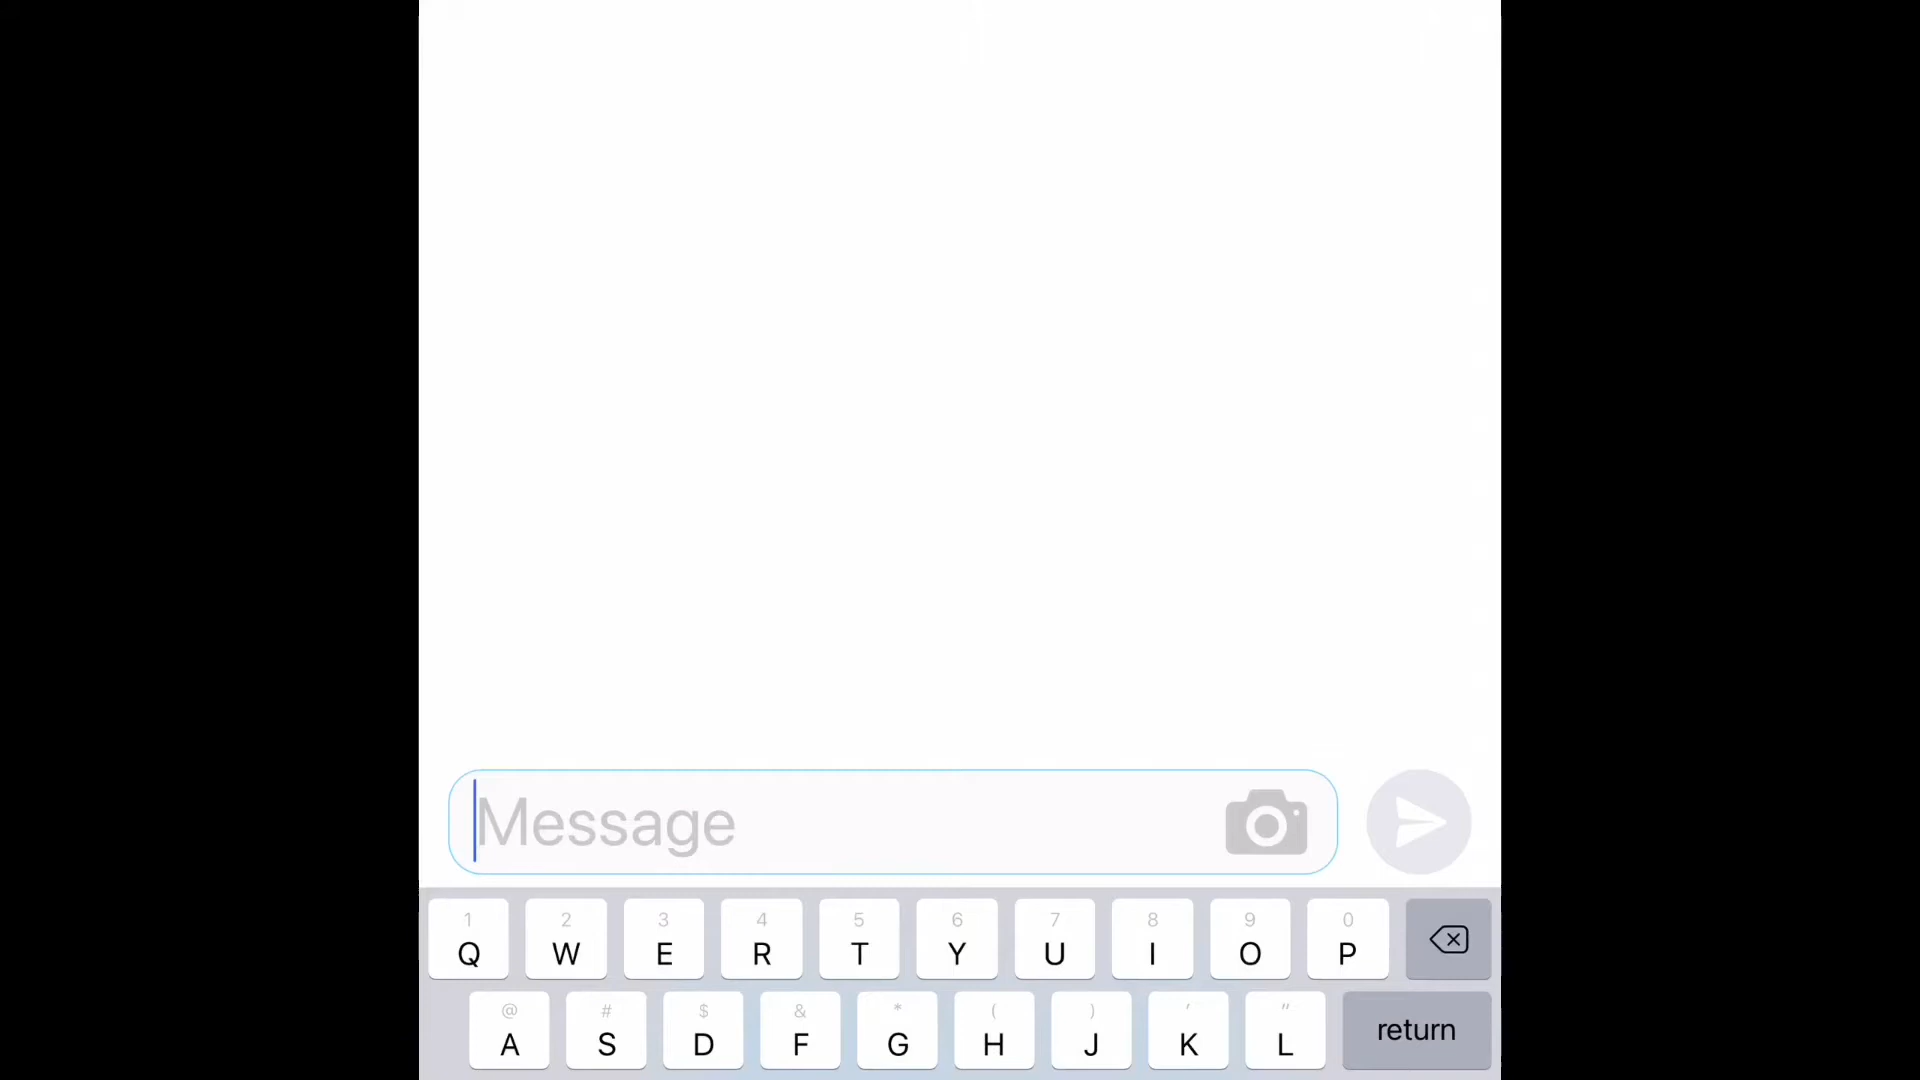 Message
1 2 3 4 5 6 7 8 9 0
Q W E R T Y U I O P
@ # $ & * ( ) ' "
A S D F G H J K L return